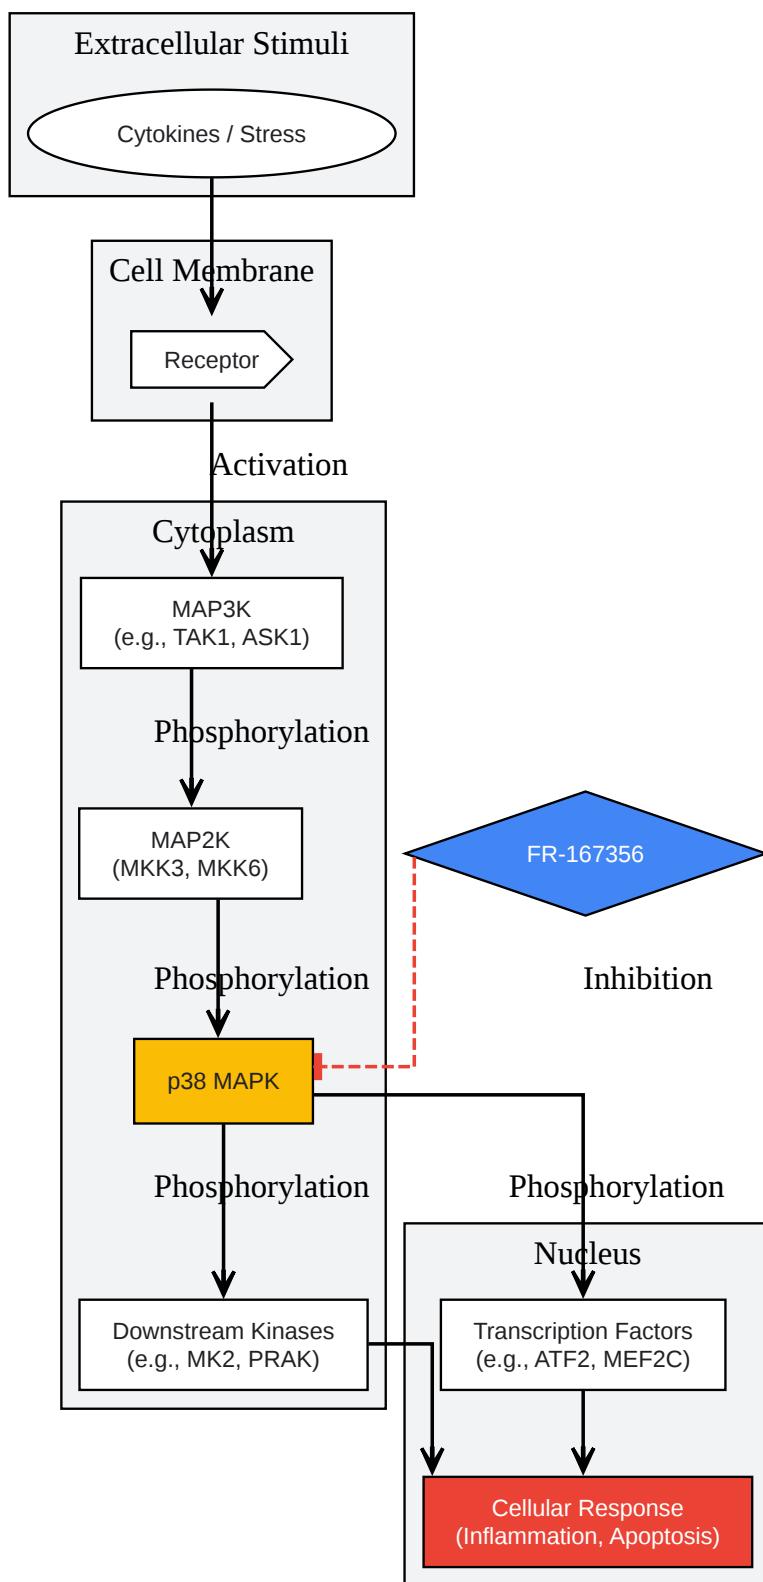 Extracellular Stimuli
Cytokines / Stress
Cell Membrane
Receptor
Activation
Cytoplasm
MAP3K
(e.g., TAK1, ASK1)
Phosphorylation
MAP2K
(MKK3, MKK6)
FR-167356
Phosphorylation
Inhibition
p38 MAPK
Phosphorylation
Phosphorylation
Nucleus
Downstream Kinases
(e.g., MK2, PRAK)
Transcription Factors
(e.g., ATF2, MEF2C)
Cellular Response
(Inflammation, Apoptosis)